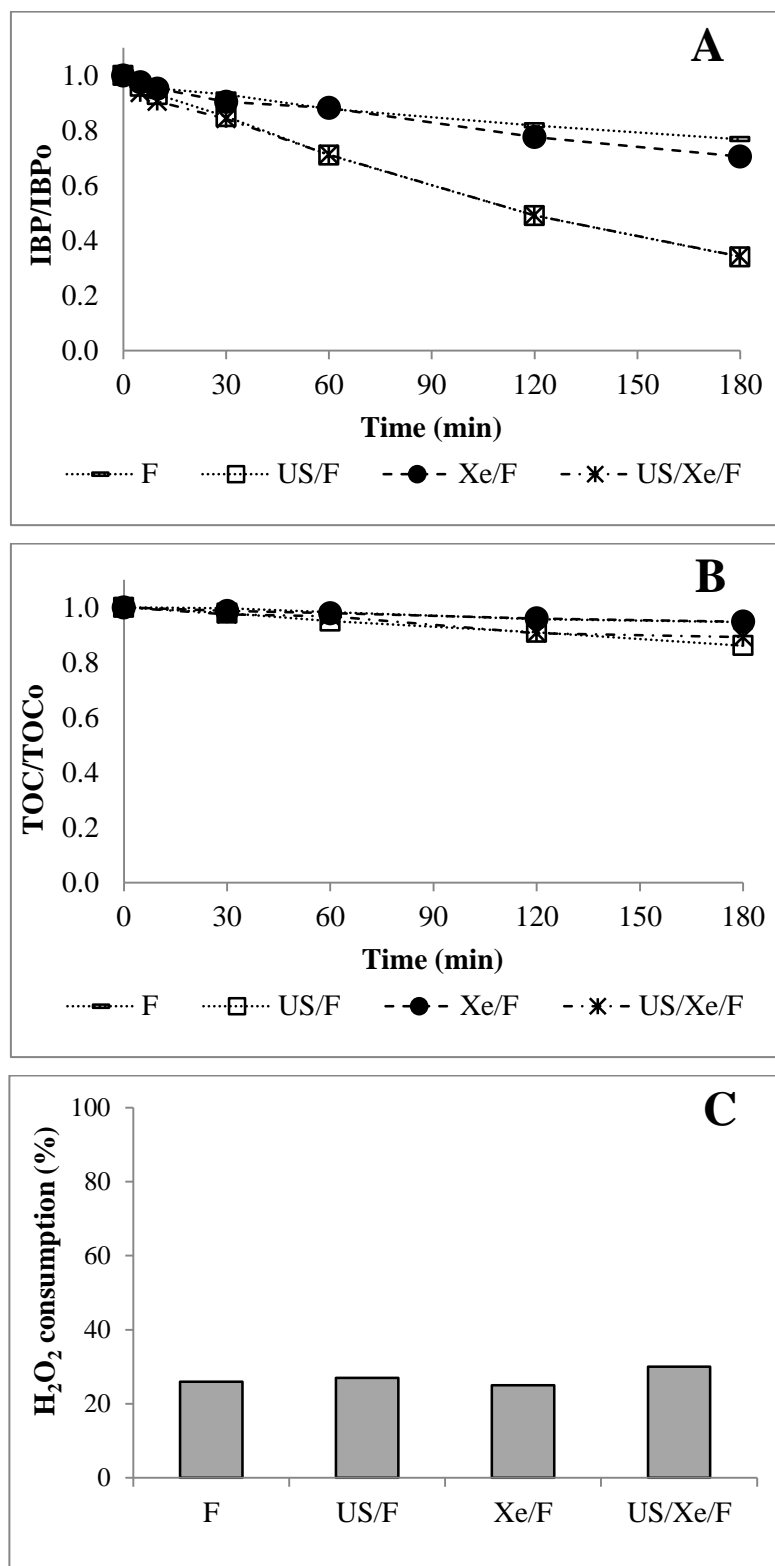 A
IBP/IBPo
1.0
0.8
0.6
0.4
0.2
0.0
0 30 60 90 120 150 180
Time (min)
F US/F Xe/F US/Xe/F
B
TOC/TOCo
1.0
0.8
0.6
0.4
0.2
0.0
0 30 60 90 120 150 180
Time (min)
F US/F Xe/F US/Xe/F
C
H₂O₂ consumption (%)
100
80
60
40
20
0
F US/F Xe/F US/Xe/F